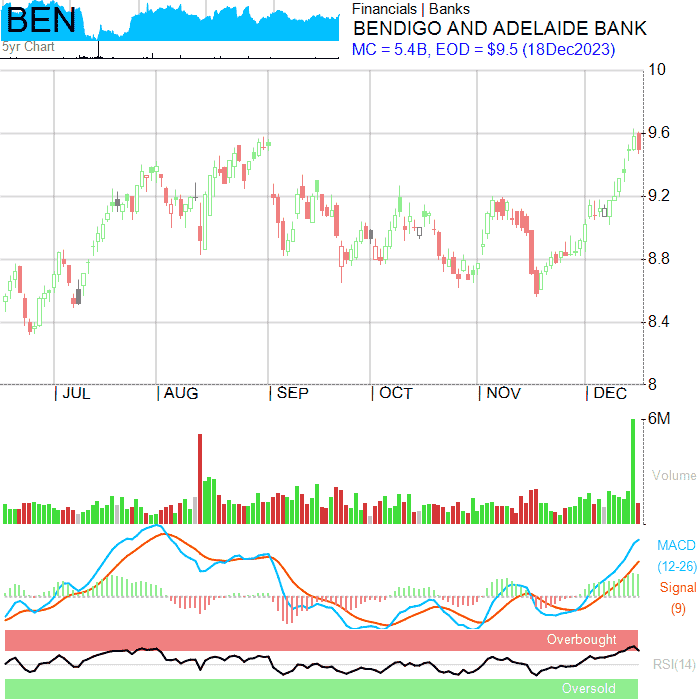 BEN
5yr Chart
Financials | Banks
BENDIGO AND ADELAIDE BANK
MC = 5.4B, EOD = $9.5 (18Dec2023)
10
9.6
9.2
8.8
8.4
8
JUL AUG SEP OCT NOV DEC
6M
Volume
MACD
(12-26)
Signal
(9)
Overbought
RSI(14)
Oversold